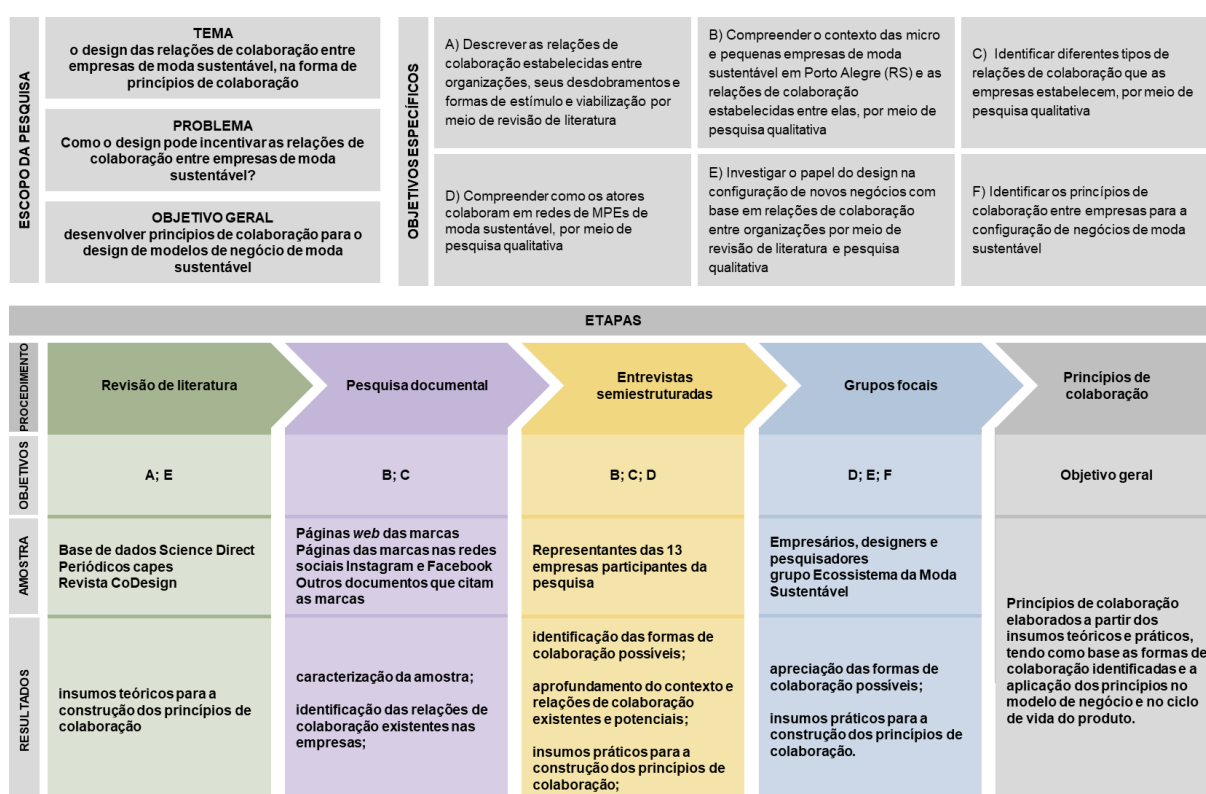 ESCOPO DA PESQUISA
TEMA
o design das relações de colaboração entre
empresas de moda sustentável, na forma de
princípios de colaboração
PROBLEMA
Como o design pode incentivar as relações de
colaboração entre empresas de moda
sustentável?
OBJETIVO GERAL
desenvolver princípios de colaboração para o
design de modelos de negócio de moda
sustentável
OBJETIVOS ESPECÍFICOS
A) Descrever as relações de
colaboração estabelecidas entre
organizações, seus desdobramentos e
formas de estímulo e viabilização por
meio de revisão de literatura
B) Compreender o contexto das micro
e pequenas empresas de moda
sustentável em Porto Alegre (RS) e as
relações de colaboração
estabelecidas entre elas, por meio de
pesquisa qualitativa
C) Identificar diferentes tipos de
relações de colaboração que as
empresas estabelecem, por meio de
pesquisa qualitativa
D) Compreender como os atores
colaboram em redes de MPEs de
moda sustentável, por meio de
pesquisa qualitativa
E) Investigar o papel do design na
configuração de novos negócios com
base em relações de colaboração
entre organizações por meio de
revisão de literatura e pesquisa
qualitativa
F) Identificar os princípios de
colaboração entre empresas para a
configuração de negócios de moda
sustentável
ETAPAS
PROCEDIMENTO
Revisão de literatura
Pesquisa documental
Entrevistas
semiestruturadas
Grupos focais
Princípios de
colaboração
OBJETIVOS
A; E
B; C
B; C; D
D; E; F
Objetivo geral
AMOSTRA
Base de dados Science Direct
Periódicos capes
Revista CoDesign
Páginas web das marcas
Páginas das marcas nas redes
sociais Instagram e Facebook
Outros documentos que citam
as marcas
Representantes das 13
empresas participantes da
pesquisa
Empresários, designers e
pesquisadores
grupo Ecossistema da Moda
Sustentável
Princípios de colaboração
elaborados a partir dos
insumos teóricos e práticos,
tendo como base as formas de
colaboração identificadas e a
aplicação dos princípios no
modelo de negócio e no ciclo
de vida do produto.
RESULTADOS
insumos teóricos para a
construção dos princípios de
colaboração
caracterização da amostra;
identificação das relações de
colaboração existentes nas
empresas;
identificação das formas de
colaboração possíveis;
aprofundamento do contexto e
relações de colaboração
existentes e potenciais;
insumos práticos para a
construção dos princípios de
colaboração;
apreciação das formas de
colaboração possíveis;
insumos práticos para a
construção dos princípios de
colaboração.